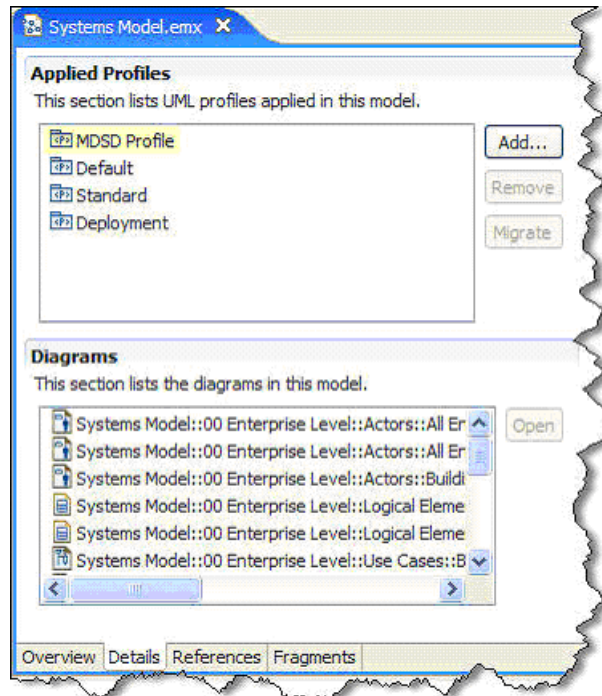 Systems Model.emx
Applied Profiles
This section lists UML profiles applied in this model.
MDSD Profile
Add...
Default
Standard
Remove
Deployment
Migrate
Diagrams
This section lists the diagrams in this model.
Systems Model::00 Enterprise Level::Actors::All Er
Open
Systems Model::00 Enterprise Level::Actors::All Er
Systems Model::00 Enterprise Level::Actors::Buildi
Systems Model::00 Enterprise Level::Logical Eleme
Systems Model::00 Enterprise Level::Logical Eleme
Systems Model::00 Enterprise Level::Use Cases::B
Overview Details References Fragments